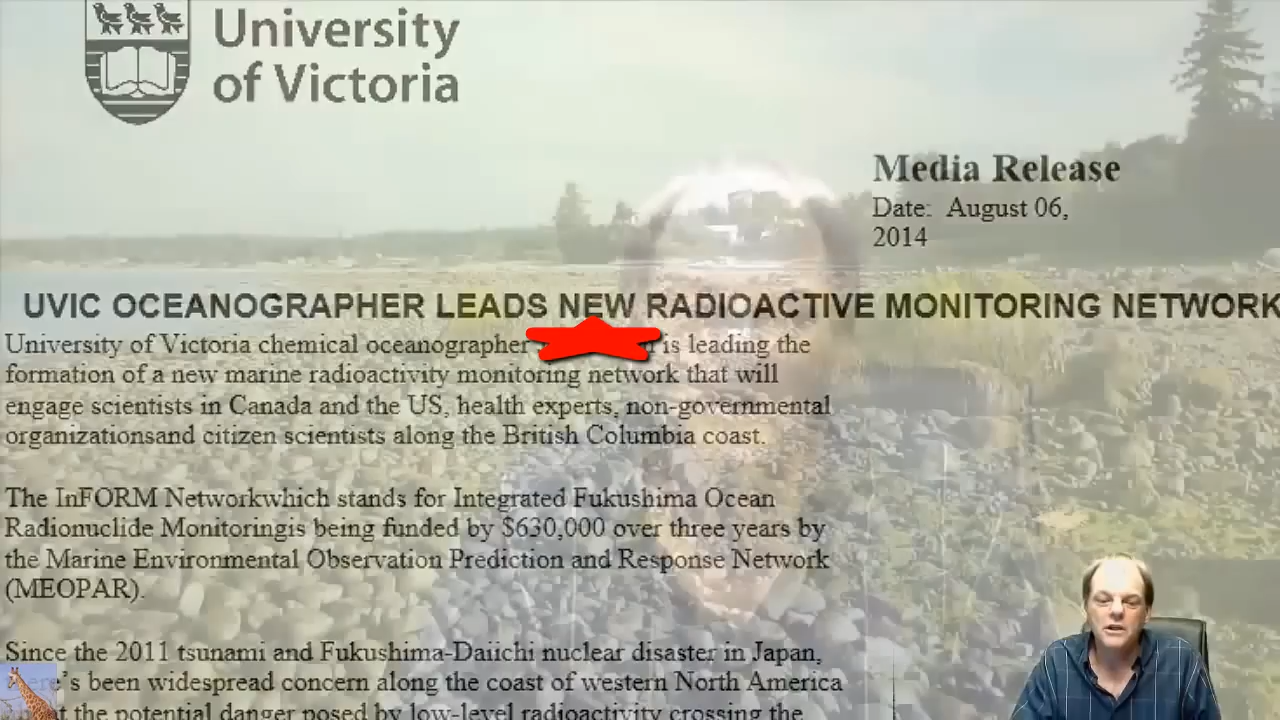 University
of Victoria
Media Release
Date: August 06,
2014
UVIC OCEANOGRAPHER LEADS NEW RADIOACTIVE MONITORING NETWORK
University of Victoria chemical oceanographer is leading the
formation of a new marine radioactivity monitoring network that will
engage scientists in Canada and the US, health experts, non-governmental
organizationsand citizen scientists along the British Columbia coast.
The InFORM Networkwhich stands for Integrated Fukushima Ocean
Radionuclide Monitoringis being funded by $630,000 over three years by
the Marine Environmental Observation Prediction and Response Network
(MEOPAR).
Since the 2011 tsunami and Fukushima-Daiichi nuclear disaster in Japan,
been widespread concern along the coast of western North America
the potential danger posed by low-level radioactivity crossing the